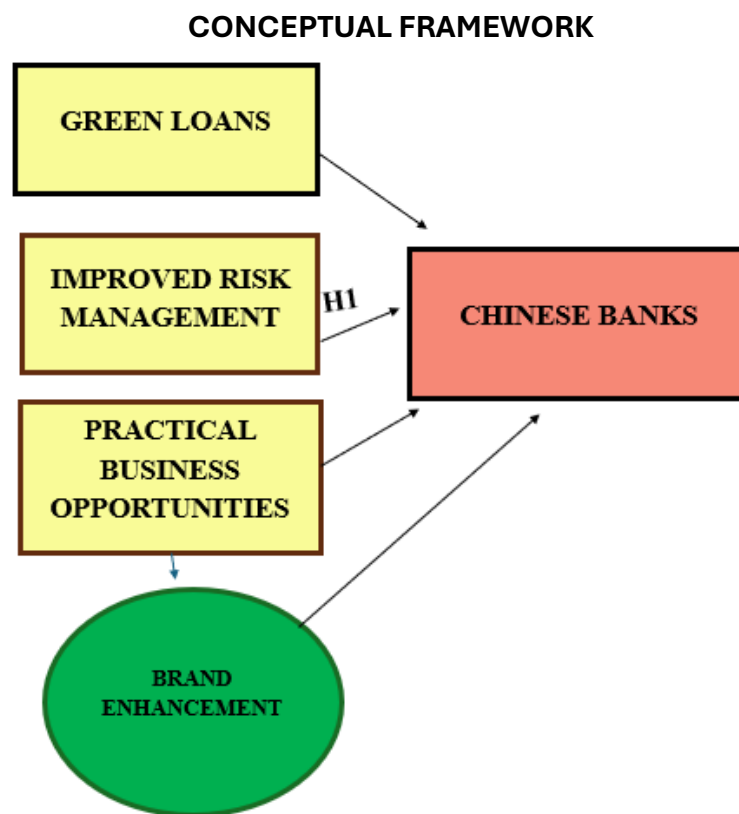 CONCEPTUAL FRAMEWORK
GREEN LOANS
IMPROVED RISK
MANAGEMENT
H1
CHINESE BANKS
PRACTICAL
BUSINESS
OPPORTUNITIES
BRAND
ENHANCEMENT